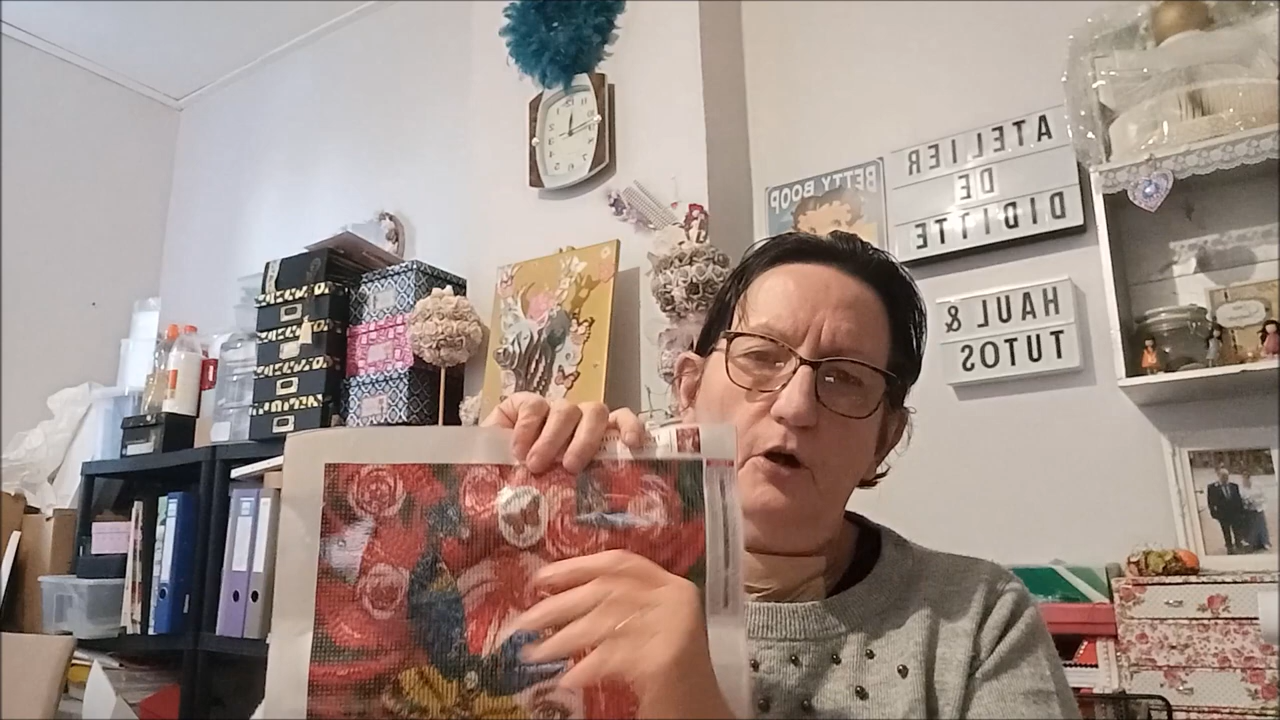 BETTY BOOP
ATELIER
DE
DIDITTE
HAUL &
TUTOS